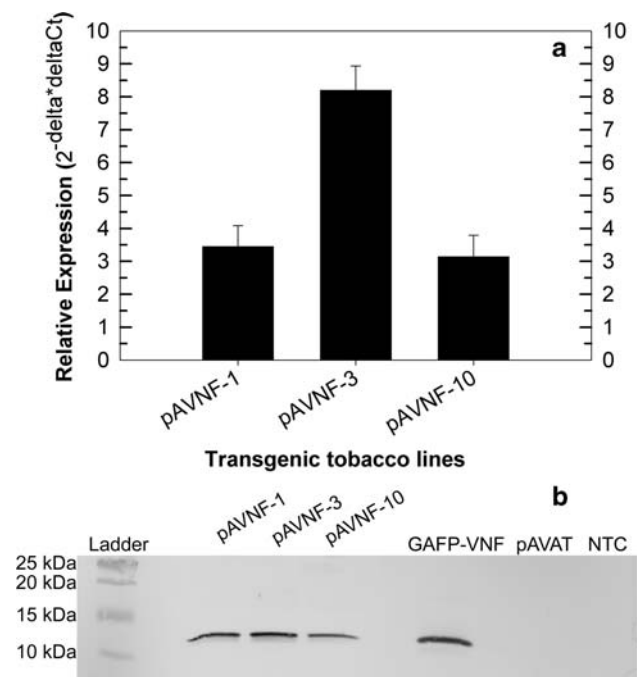 a
Relative Expression (2^-delta*deltaCt)
10 10
9 9
8 8
7 7
6 6
5 5
4 4
3 3
2 2
1 1
0 0
pAVNF-1 pAVNF-3 pAVNF-10
Transgenic tobacco lines
b
Ladder pAVNF-1 pAVNF-3 pAVNF-10 GAFP-VNF pAVAT NTC
25 kDa
20 kDa
15 kDa
10 kDa